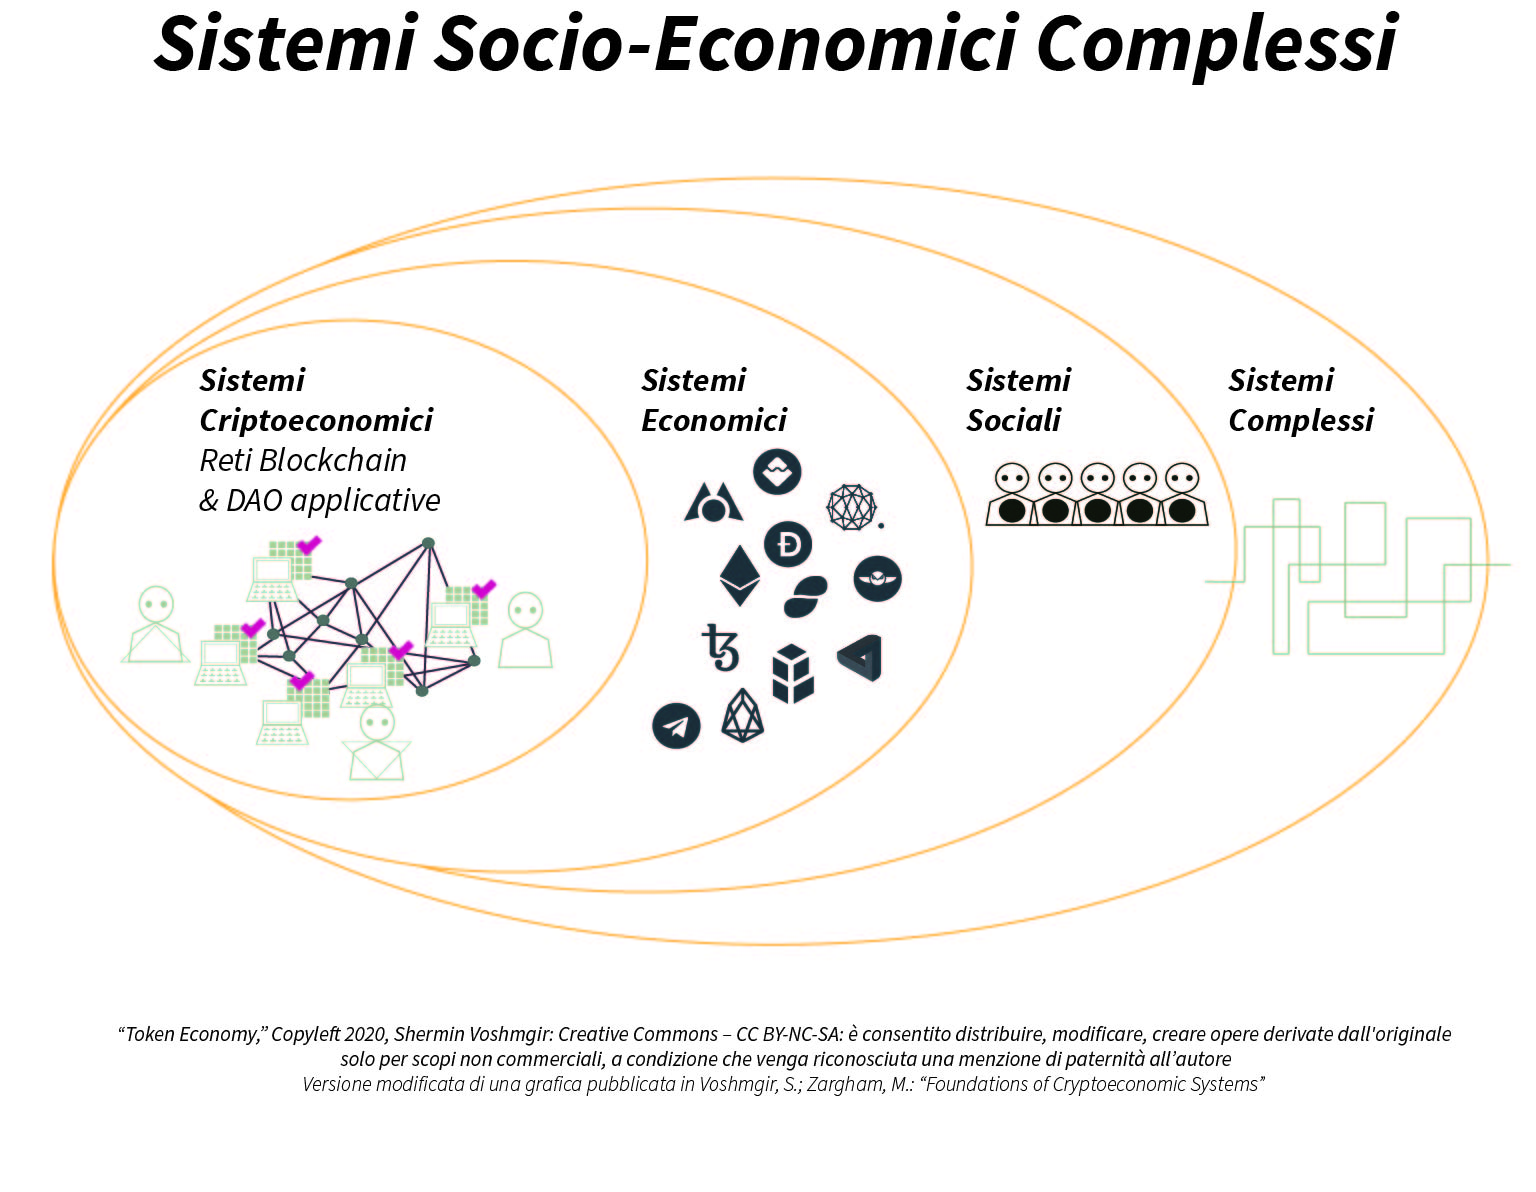 Sistemi Socio-Economici Complessi
Sistemi
Criptoeconomici
Reti Blockchain
& DAO applicative
Sistemi
Economici
Sistemi
Sociali
Sistemi
Complessi
“Token Economy,” Copyleft 2020, Shermin Voshmgir: Creative Commons – CC BY-NC-SA: è consentito distribuire, modificare, creare opere derivate dall'originale
solo per scopi non commerciali, a condizione che venga riconosciuta una menzione di paternità all’autore
Versione modificata di una grafica pubblicata in Voshmgir, S.; Zargham, M.: “Foundations of Cryptoeconomic Systems”